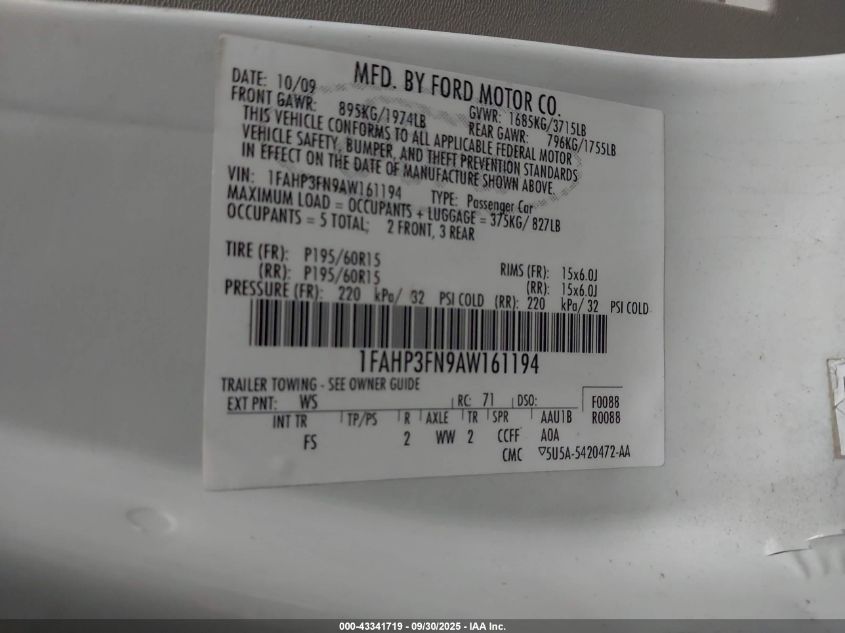 MFD. BY FORD MOTOR CO.
DATE: 10/09
GVWR: 1685KG/3715LB
FRONT GAWR: 895KG/1974LB REAR GAWR: 796KG/1755LB
THIS VEHICLE CONFORMS TO ALL APPLICABLE FEDERAL MOTOR
VEHICLE SAFETY, BUMPER, AND THEFT PREVENTION STANDARDS
IN EFFECT ON THE DATE OF MANUFACTURE SHOWN ABOVE.
VIN: 1FAHP3FN9AW161194 TYPE: Passenger Car
MAXIMUM LOAD = OCCUPANTS + LUGGAGE = 375KG/ 827LB
OCCUPANTS = 5 TOTAL; 2 FRONT, 3 REAR
TIRE (FR): P195/60R15 RIMS (FR): 15x6.0J
(RR): P195/60R15 (RR): 15x6.0J
PRESSURE (FR): 220 kPa/ 32 PSI COLD (RR): 220 kPa/ 32 PSI COLD
1FAHP3FN9AW161194
TRAILER TOWING - SEE OWNER GUIDE
EXT PNT: WS RC: 71 DSO: F0088
INT TR TP/PS R AXLE TR SPR AAU1B R0088
FS 2 WW 2 CCFF AOA
CMC 5U5A-5420472-AA
000-43341719 - 09/30/2025 - IAA Inc.